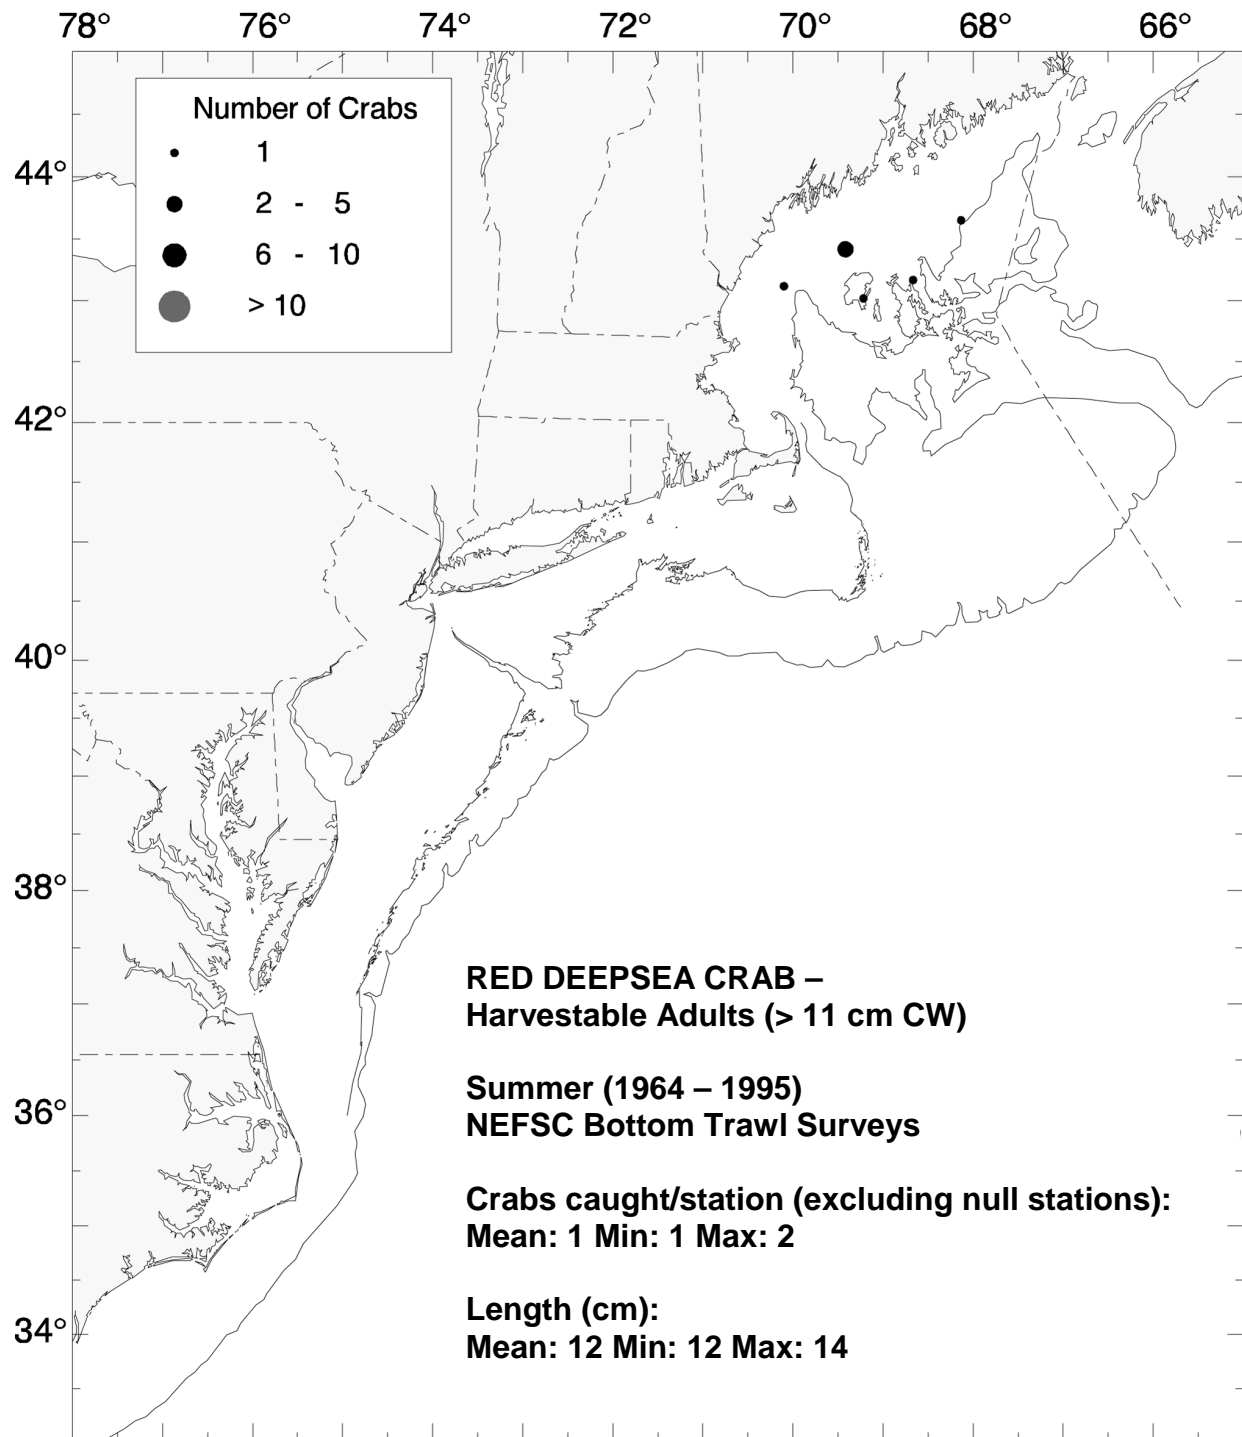 78° 76° 74° 72° 70° 68° 66°
Number of Crabs
1
2 - 5
6 - 10
> 10
44°
42°
40°
38°
36°
34°
RED DEEPSEA CRAB –
Harvestable Adults (> 11 cm CW)
Summer (1964 – 1995)
NEFSC Bottom Trawl Surveys
Crabs caught/station (excluding null stations):
Mean: 1 Min: 1 Max: 2
Length (cm):
Mean: 12 Min: 12 Max: 14